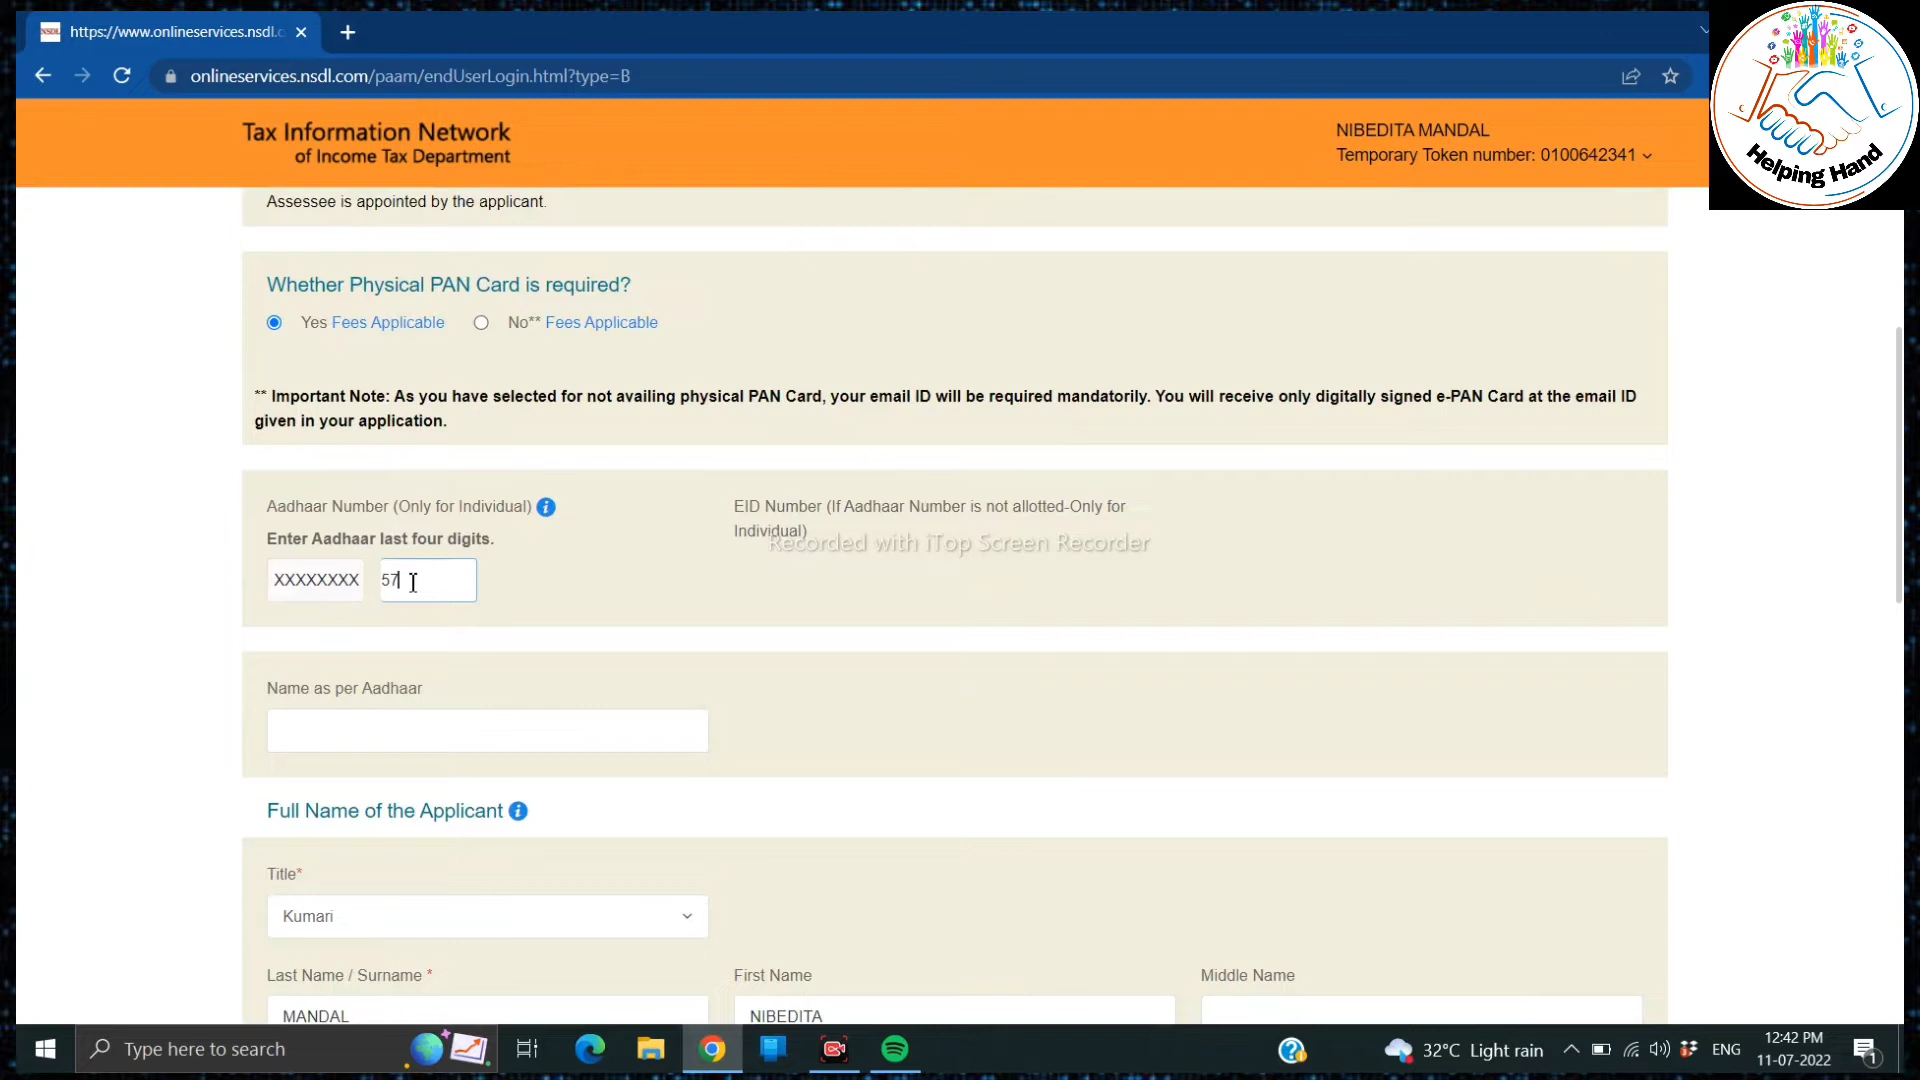 https://www.onlineservices.nsdl.c
onlineservices.nsdl.com/paam/endUserLogin.html?type=B
Tax Information Network
of Income Tax Department
NIBEDITA MANDAL
Temporary Token number: 0100642341
Helping Hand
Assessee is appointed by the applicant.
Whether Physical PAN Card is required?
Yes Fees Applicable No** Fees Applicable
** Important Note: As you have selected for not availing physical PAN Card, your email ID will be required mandatorily. You will receive only digitally signed e-PAN Card at the email ID
given in your application.
Aadhaar Number (Only for Individual)
EID Number (If Aadhaar Number is not allotted-Only for
Individual)
Recorded with iTop Screen Recorder
Enter Aadhaar last four digits.
XXXXXXXX 57
Name as per Aadhaar
Full Name of the Applicant
Title*
Kumari
Last Name / Surname * First Name Middle Name
MANDAL NIBEDITA
Type here to search
32°C Light rain
ENG
12:42 PM
11-07-2022
1